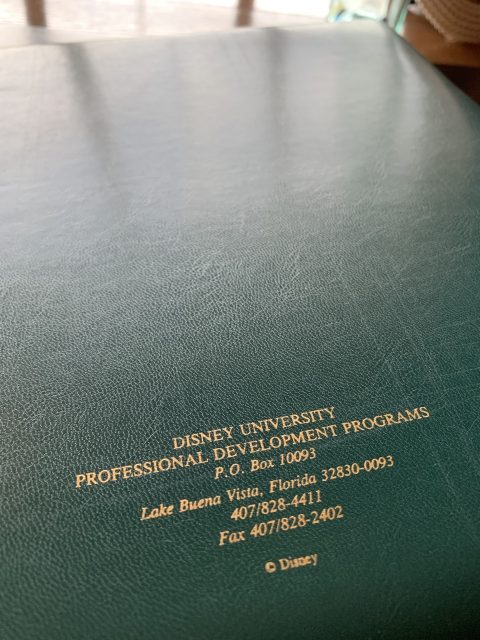 DISNEY UNIVERSITY
PROFESSIONAL DEVELOPMENT PROGRAMS
P.O. Box 10093
Lake Buena Vista, Florida 32830-0093
407/828-4411
Fax 407/828-2402
© Disney